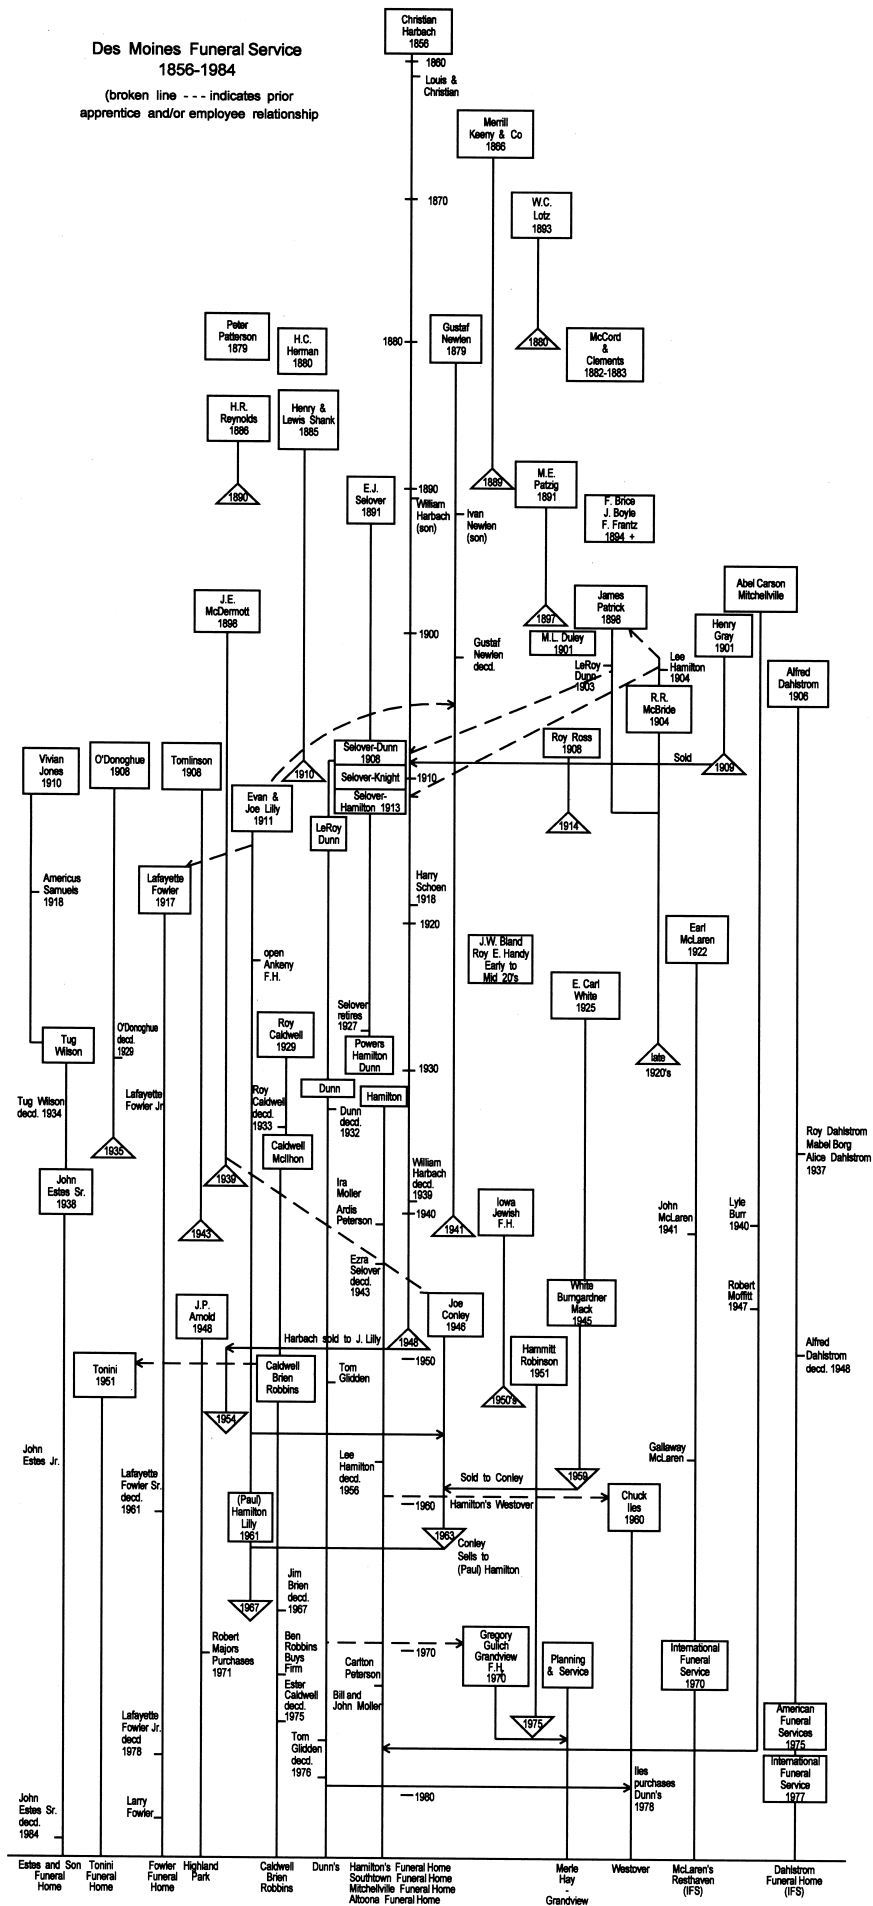 Christian
Harbach
1856
Des Moines Funeral Service
1856-1984
(broken line - - - indicates prior
apprentice and/or employee relationship
1860
Louis &
Christian
Merrill
Keeny & Co
1866
1870
W.C.
Lotz
1893
Peter
Patterson
1879
H.C.
Herman
1880
1880
Gustaf
Newlen
1879
1880
McCord
&
Clements
1882-1883
H.R.
Reynolds
1886
Henry &
Lewis Shank
1885
1890
E.J.
Selover
1891
1890
William
Harbach
(son)
1889
Ivan
Newlen
(son)
M.E.
Patzig
1891
F. Brice
J. Boyle
F. Frantz
1894 +
J.E.
McDermott
1898
1900
Gustaf
Newlen
decd.
1897
M.L. Duley
1901
James
Patrick
1898
LeRoy
Dunn
1903
Lee
Hamilton
1904
R.R.
McBride
1904
Henry
Gray
1901
Abel Carson
Mitchellville
Alfred
Dahlstrom
1906
Vivian
Jones
1910
O'Donoghue
1908
Tomlinson
1908
Evan &
Joe Lilly
1911
1910
Selover-Dunn
1908
Selover-Knight
Selover-
Hamilton 1913
1910
Roy Ross
1908
Sold
1909
1914
LeRoy
Dunn
Americus
Samuels
1918
Lafayette
Fowler
1917
Harry
Schoen
1918
1920
open
Ankeny
F.H.
J.W. Bland
Roy E. Handy
Early to
Mid 20's
Earl
McLaren
1922
E. Carl
White
1925
Tug
Wilson
O'Donoghue
decd.
1929
Roy
Caldwell
1929
Selover
retires
1927
Powers
Hamilton
Dunn
1930
late
1920's
Tug Wilson
decd. 1934
Lafayette
Fowler Jr
Roy
Caldwell
decd.
1933
Dunn
Dunn
decd.
1932
Hamilton
1935
Caldwell
McIlhon
John
Estes Sr.
1938
1939
Ira
Moller
Ardis
Peterson
William
Harbach
decd.
1939
1940
1941
Iowa
Jewish
F.H.
Roy Dahlstrom
Mabel Borg
Alice Dahlstrom
1937
John
McLaren
1941
Lyle
Burr
1940
1943
Ezra
Selover
decd.
1943
Joe
Conley
1946
White
Bumgardner
Mack
1945
Robert
Moffitt
1947
J.P.
Arnold
1948
Harbach sold to J. Lilly
1948
1950
Hammitt
Robinson
1951
Alfred
Dahlstrom
decd. 1948
Tonini
1951
Caldwell
Brien
Robbins
Tom
Glidden
1950's
1954
John
Estes Jr.
Lafayette
Fowler Sr.
decd.
1961
Lee
Hamilton
decd.
1956
Sold to Conley
1959
Gallaway
McLaren
(Paul)
Hamilton
Lilly
1961
1960
Hamilton's Westover
Chuck
Iles
1960
1963
Conley
Sells to
(Paul) Hamilton
Jim
Brien
decd.
1967
1967
Robert
Majors
Purchases
1971
Ben
Robbins
Buys
Firm
Ester
Caldwell
decd.
1975
Carlton
Peterson
1970
Gregory
Gulich
Grandview
F.H.
1970
Planning
& Service
International
Funeral
Service
1970
Bill and
John Moller
Lafayette
Fowler Jr.
decd
1978
Tom
Glidden
decd.
1976
1975
American
Funeral
Services
1975
International
Funeral
Service
1977
Iles
purchases
Dunn's
1978
1980
John
Estes Sr.
decd.
1984
Larry
Fowler
Estes and Son
Funeral
Home
Tonini
Funeral
Home
Fowler
Funeral
Home
Highland
Park
Caldwell
Brien
Robbins
Dunn's
Hamilton's Funeral Home
Southtown Funeral Home
Mitchellville Funeral Home
Altoona Funeral Home
Merle
Hay
-
Grandview
Westover
McLaren's
Resthaven
(IFS)
Dahlstrom
Funeral Home
(IFS)